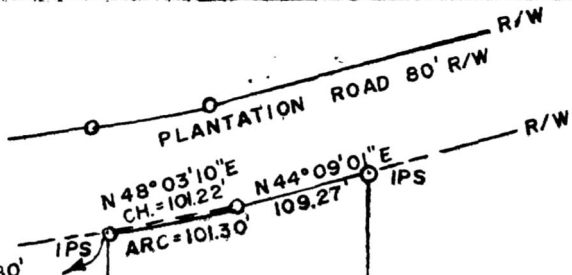 R/W
PLANTATION ROAD 80' R/W
R/W
N 48° 03' 10" E
CH. = 101.22'
N 44° 09' 01" E
109.27'
IPS
IPS
ARC = 101.30'
30'